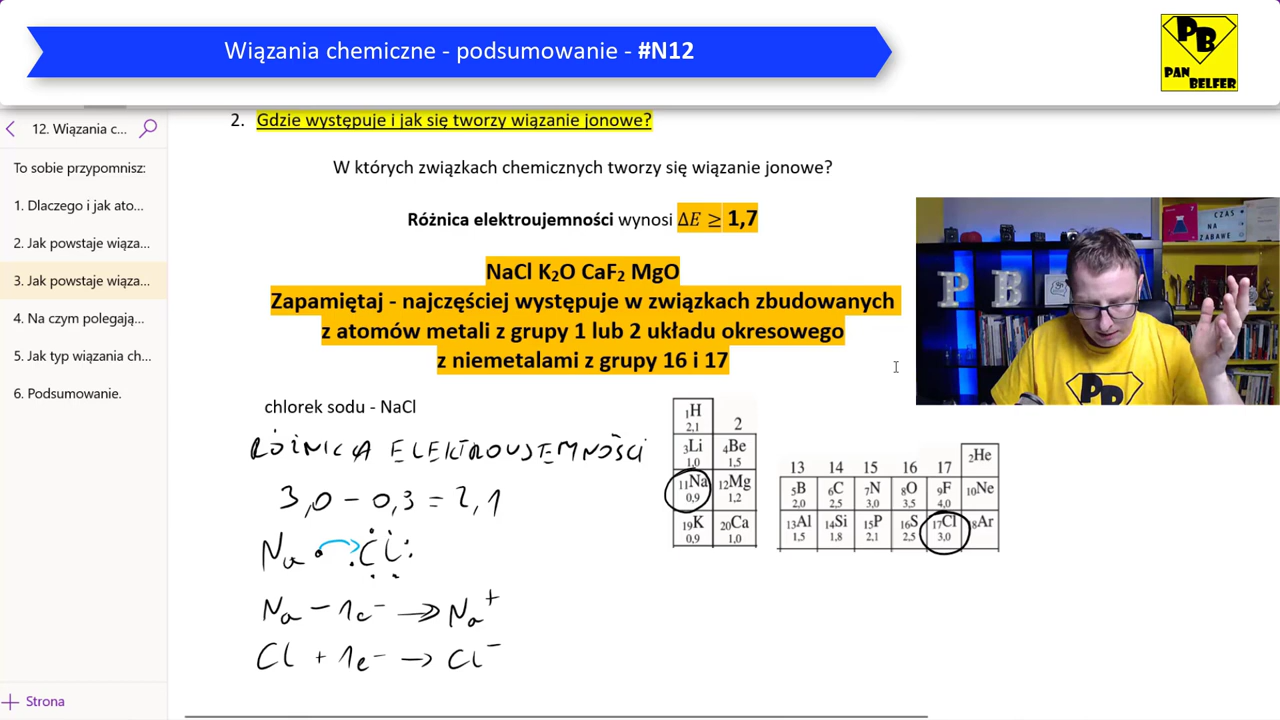 Wiązania chemiczne - podsumowanie - #N12
PB
PAN
BELFER
12. Wiązania c...
To sobie przypomnisz:
1. Dlaczego i jak ato...
2. Jak powstaje wiąza...
3. Jak powstaje wiąza...
4. Na czym polegają...
5. Jak typ wiązania ch...
6. Podsumowanie.
Strona
2. Gdzie występuje i jak się tworzy wiązanie jonowe?
W których związkach chemicznych tworzy się wiązanie jonowe?
Różnica elektroujemności wynosi ΔE ≥ 1,7
NaCl K₂O CaF₂ MgO
Zapamiętaj - najczęściej występuje w związkach zbudowanych
z atomów metali z grupy 1 lub 2 układu okresowego
z niemetalami z grupy 16 i 17
CZAS
NA
ZABAWĘ
P B
chlorek sodu - NaCl
RÓŻNICA ELEKTROUJEMNOŚCI
3,0 - 0,3 = 2,1
Na · Cl
Na - 1e⁻ → Na⁺
Cl + 1e⁻ → Cl⁻
₁H 2
2,1
₃Li ₄Be
1,0 1,5
₁₁Na ₁₂Mg
0,9 1,2
₁₉K ₂₀Ca
0,9 1,0
13 14 15 16 17 ₂He
₅B ₆C ₇N ₈O ₉F ₁₀Ne
2,0 2,5 3,0 3,5 4,0
₁₃Al ₁₄Si ₁₅P ₁₆S ₁₇Cl ₈Ar
1,5 1,8 2,1 2,5 3,0